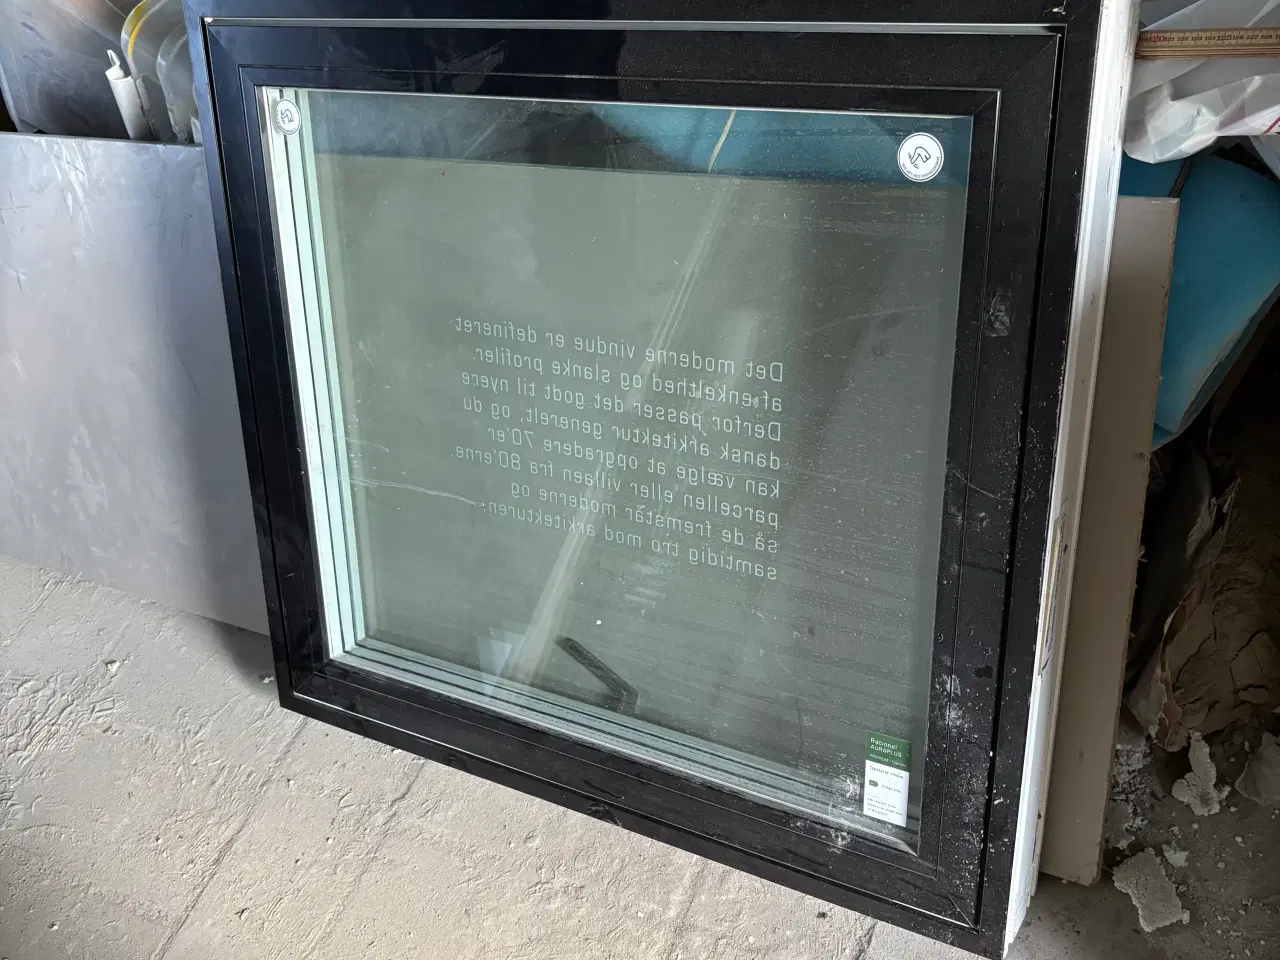 Det moderne vindue er defineret
af enkelthed og slanke profiler.
Derfor passer det godt til nyere
dansk arkitektur generelt, og du
kan vælge at opgradere 70'er
parcellen eller villaen fra 80'erne,
så de fremstår moderne og
samtidig tro mod arkitekturen.
Rationel
AURAPLUS